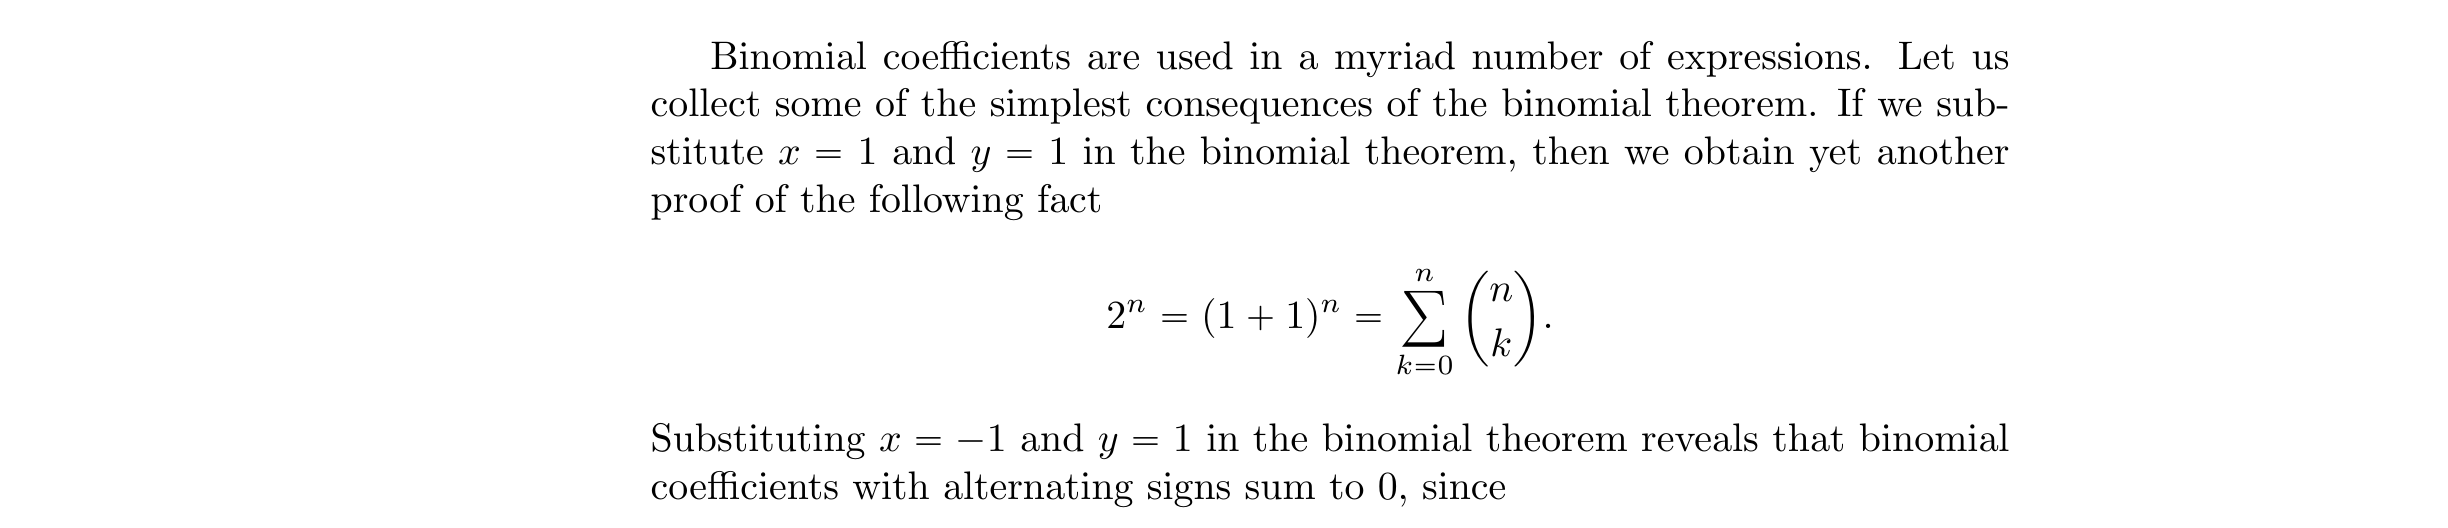 Binomial coefficients are used in a myriad number of expressions. Let us
collect some of the simplest consequences of the binomial theorem. If we sub-
stitute x = 1 and y = 1 in the binomial theorem, then we obtain yet another
proof of the following fact
$2^n = (1 + 1)^n = \sum_{k=0}^{n} \binom{n}{k}.$
Substituting x = −1 and y = 1 in the binomial theorem reveals that binomial
coefficients with alternating signs sum to 0, since